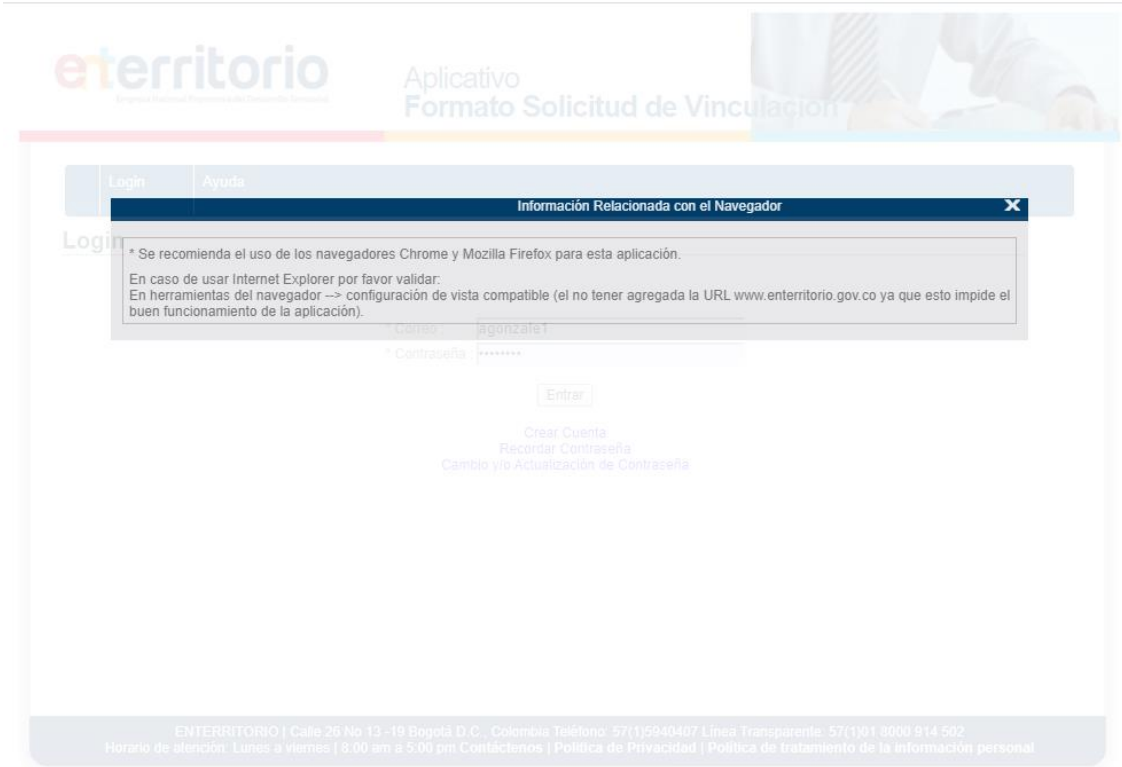 enterritorio
Aplicativo
Formato Solicitud de Vinculación
Login Ayuda
Información Relacionada con el Navegador X
Login
* Se recomienda el uso de los navegadores Chrome y Mozilla Firefox para esta aplicación.
En caso de usar Internet Explorer por favor validar:
En herramientas del navegador --> configuración de vista compatible (el no tener agregada la URL www.enterritorio.gov.co ya que esto impide el
buen funcionamiento de la aplicación).
* Correo : agonzale1
* Contraseña : ••••••••
Entrar
Crear Cuenta
Recordar Contraseña
Cambio y/o Actualización de Contraseña
ENTERRITORIO | Calle 26 No 13 -19 Bogotá D.C., Colombia Teléfono: 57(1)5940407 Línea Transparente: 57(1)01 8000 914 502
Horario de atención: Lunes a viernes | 8:00 am a 5:00 pm Contáctenos | Política de Privacidad | Política de tratamiento de la información personal